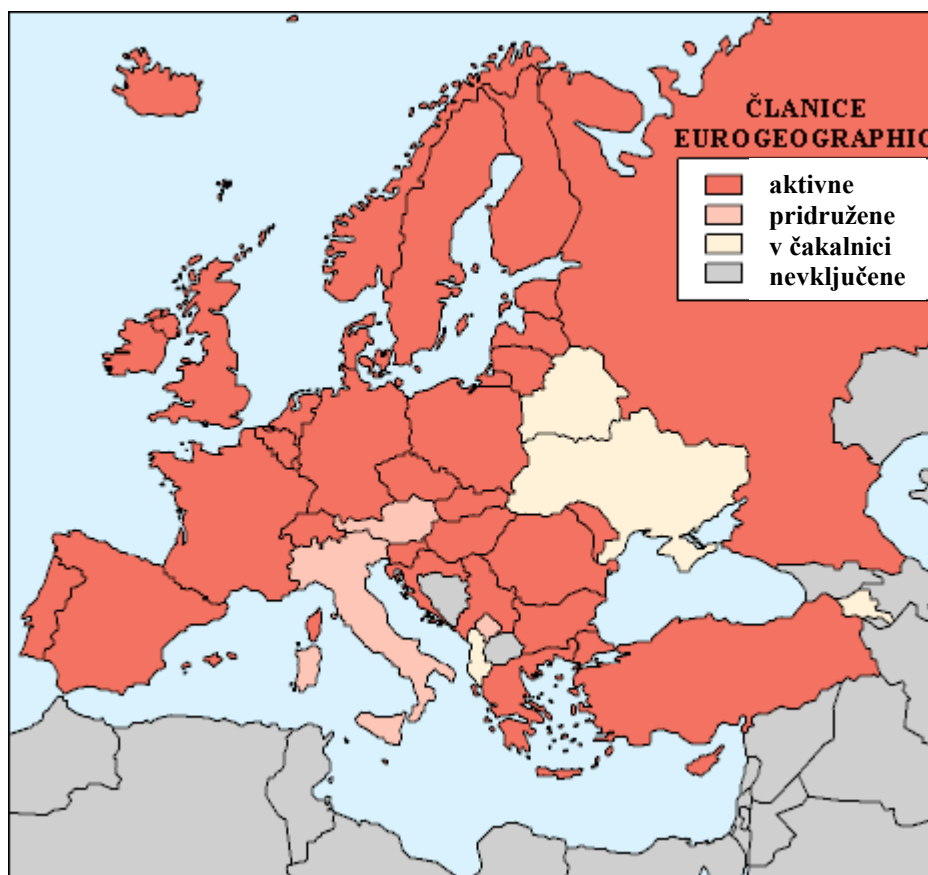 ČLANICE
EUROGEOGRAPHIC
aktivne
pridružene
v čakalnici
nevključene